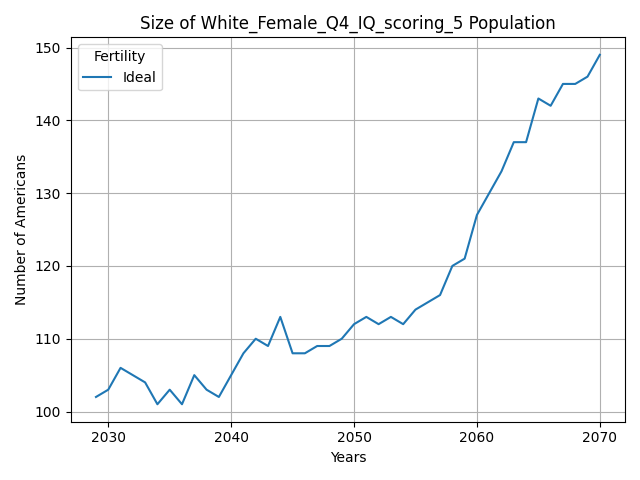 Size of White_Female_Q4_IQ_scoring_5 Population
Fertility
Ideal
Number of Americans
150
140
130
120
110
100
2030 2040 2050 2060 2070
Years